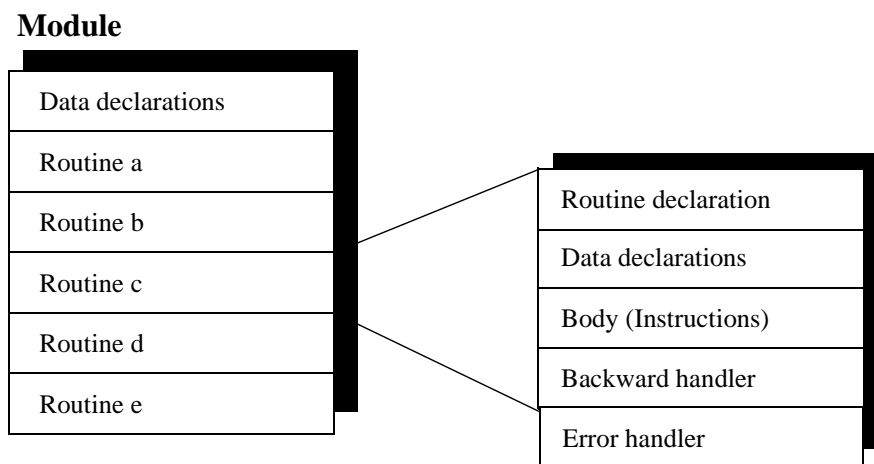 Module
Data declarations
Routine a
Routine b
Routine c
Routine d
Routine e
Routine declaration
Data declarations
Body (Instructions)
Backward handler
Error handler